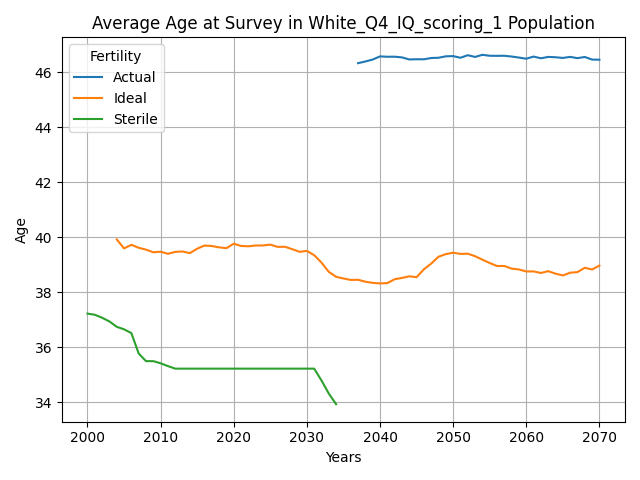 Average Age at Survey in White_Q4_IQ_scoring_1 Population
Fertility
Actual
Ideal
Sterile
46
44
42
40
38
36
34
Age
2000
2010
2020
2030
2040
2050
2060
2070
Years